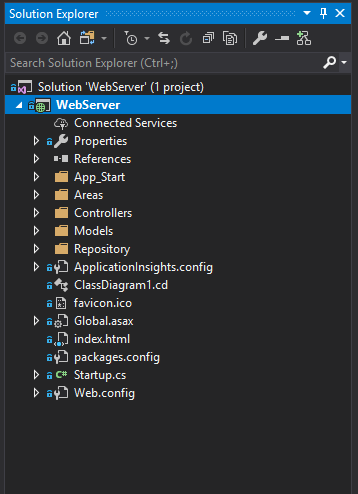 Solution Explorer
Search Solution Explorer (Ctrl+;)
Solution 'WebServer' (1 project)
WebServer
Connected Services
Properties
References
App_Start
Areas
Controllers
Models
Repository
ApplicationInsights.config
ClassDiagram1.cd
favicon.ico
Global.asax
index.html
packages.config
C# Startup.cs
Web.config